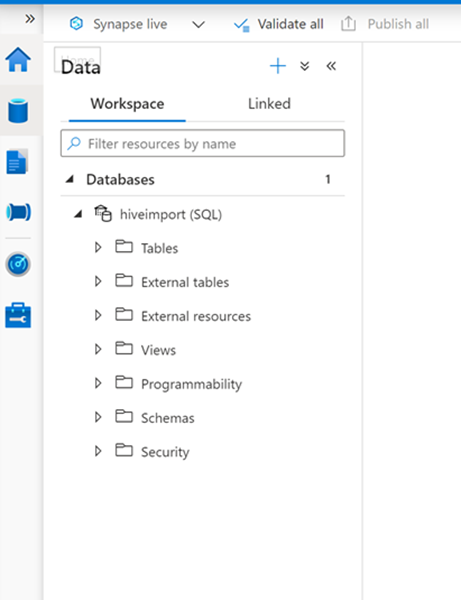 Synapse live
Validate all
Publish all
Data
Workspace
Linked
Filter resources by name
Databases
1
hiveimport (SQL)
Tables
External tables
External resources
Views
Programmability
Schemas
Security